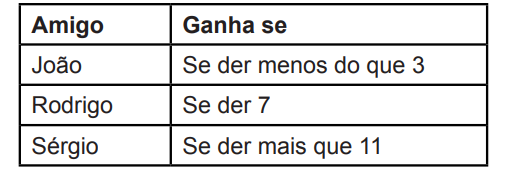 Amigo Ganha se
João Se der menos do que 3
Rodrigo Se der 7
Sérgio Se der mais que 11